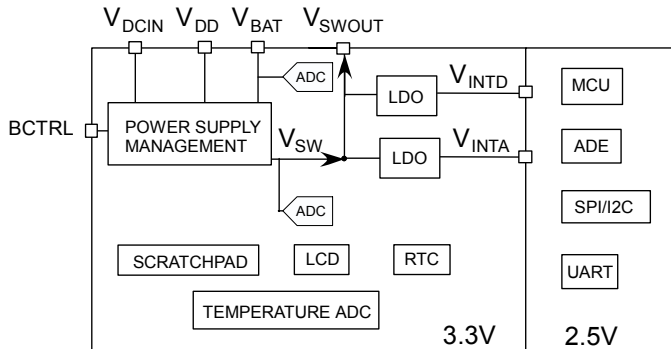 VDCIN VDD VBAT VSWOUT
ADC
LDO
VINTD
MCU
BCTRL
POWER SUPPLY
MANAGEMENT
VSW
LDO
VINTA
ADE
ADC
SPI/I2C
SCRATCHPAD
LCD
RTC
UART
TEMPERATURE ADC
3.3V
2.5V